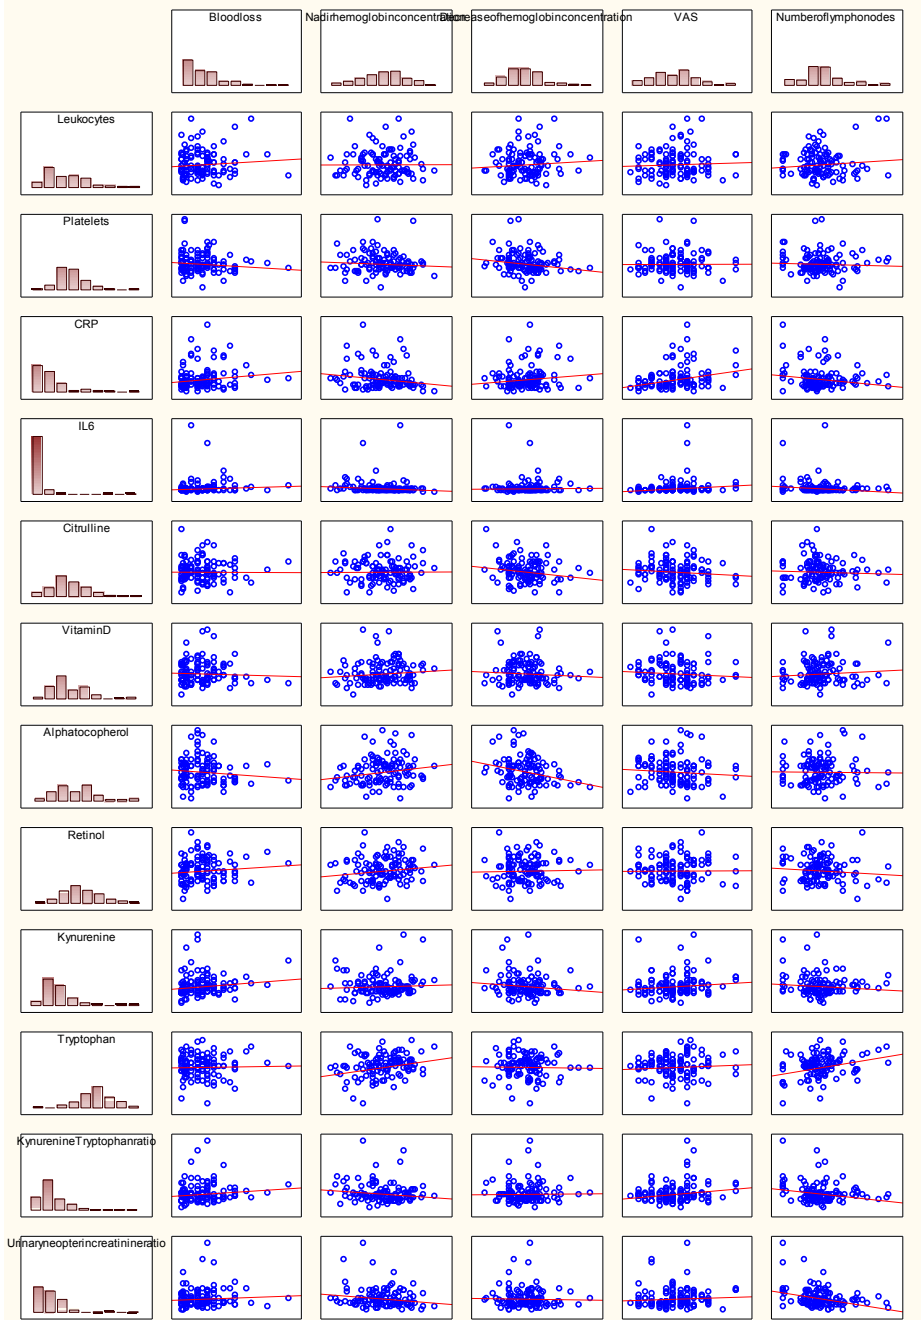 Bloodloss
Nadirhemoglobinconcentration
Decreaseofhemoglobinconcentration
VAS
Numberoflymphonodes
Leukocytes
Platelets
CRP
IL6
Citrulline
VitaminD
Alphatocopherol
Retinol
Kynurenine
Tryptophan
KynurenineTryptophanratio
Urinaryneopterincreatinineratio